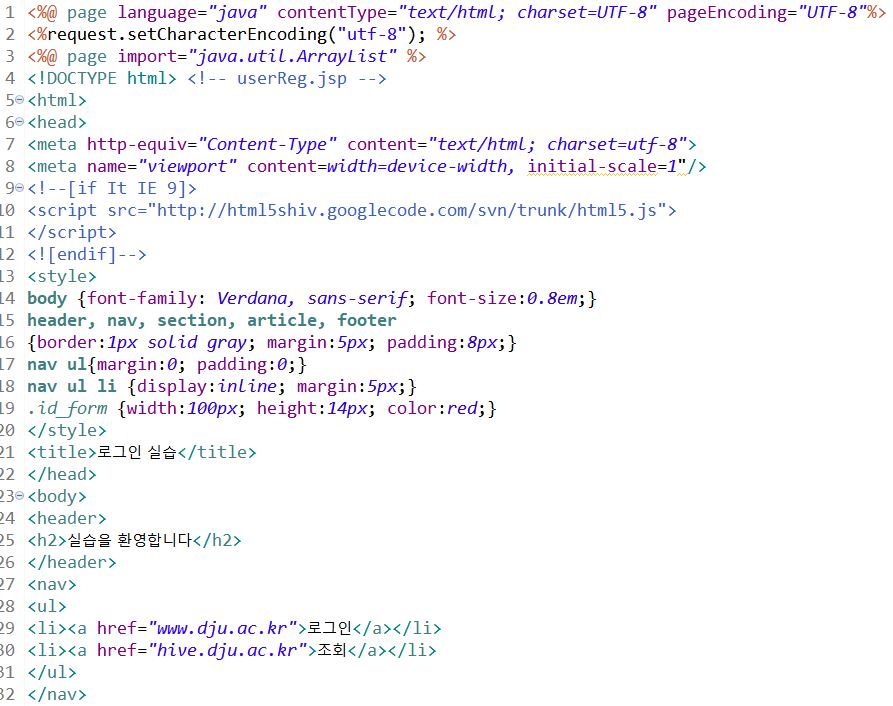 1 <%@ page language="java" contentType="text/html; charset=UTF-8" pageEncoding="UTF-8"%>
2 <%request.setCharacterEncoding("utf-8"); %>
3 <%@ page import="java.util.ArrayList" %>
4 <!DOCTYPE html> <!-- userReg.jsp -->
5 <html>
6 <head>
7 <meta http-equiv="Content-Type" content="text/html; charset=utf-8">
8 <meta name="viewport" content=width=device-width, initial-scale=1"/>
9 <!--[if It IE 9]>
10 <script src="http://html5shiv.googlecode.com/svn/trunk/html5.js">
11 </script>
12 <![endif]-->
13 <style>
14 body {font-family: Verdana, sans-serif; font-size:0.8em;}
15 header, nav, section, article, footer
16 {border:1px solid gray; margin:5px; padding:8px;}
17 nav ul{margin:0; padding:0;}
18 nav ul li {display:inline; margin:5px;}
19 .id_form {width:100px; height:14px; color:red;}
20 </style>
21 <title>로그인 실습</title>
22 </head>
23 <body>
24 <header>
25 <h2>실습을 환영합니다</h2>
26 </header>
27 <nav>
28 <ul>
29 <li><a href="www.dju.ac.kr">로그인</a></li>
30 <li><a href="hive.dju.ac.kr">조회</a></li>
31 </ul>
32 </nav>